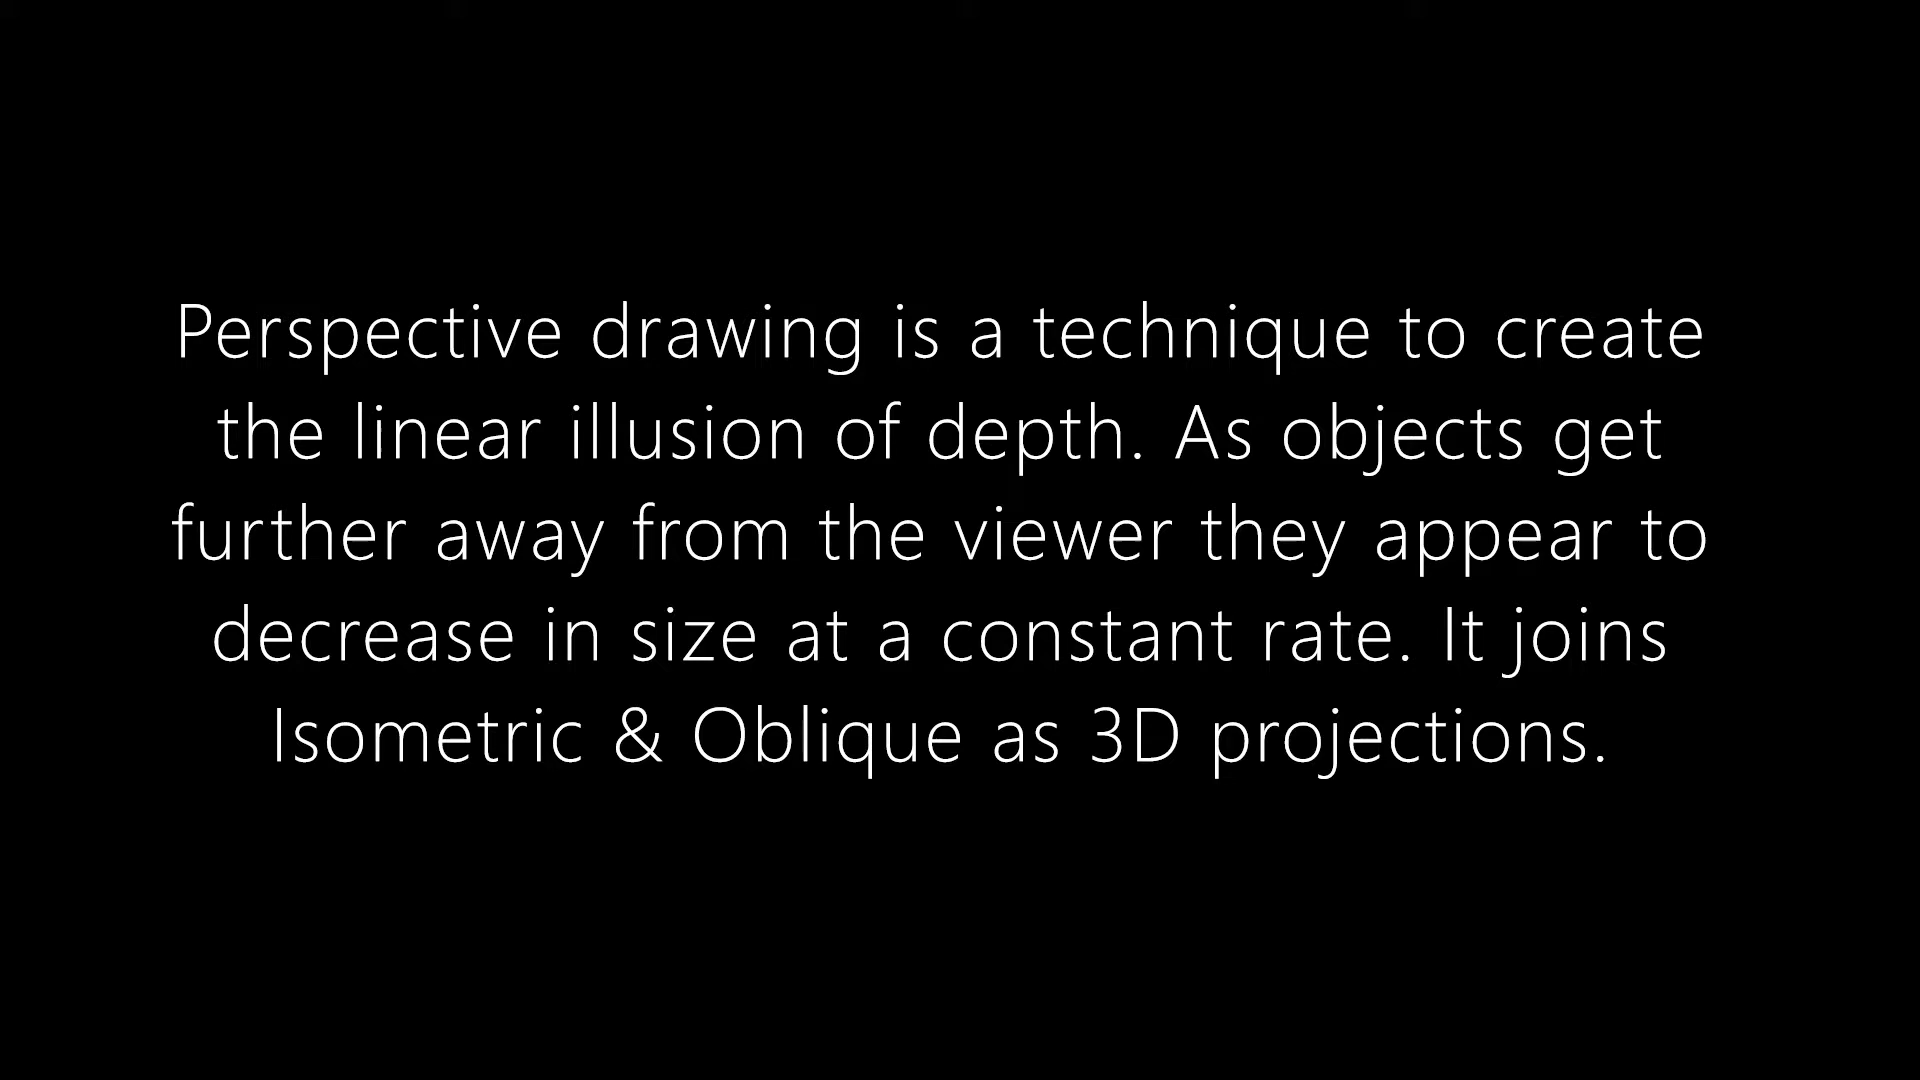 Perspective drawing is a technique to create
the linear illusion of depth. As objects get
further away from the viewer they appear to
decrease in size at a constant rate. It joins
Isometric & Oblique as 3D projections.